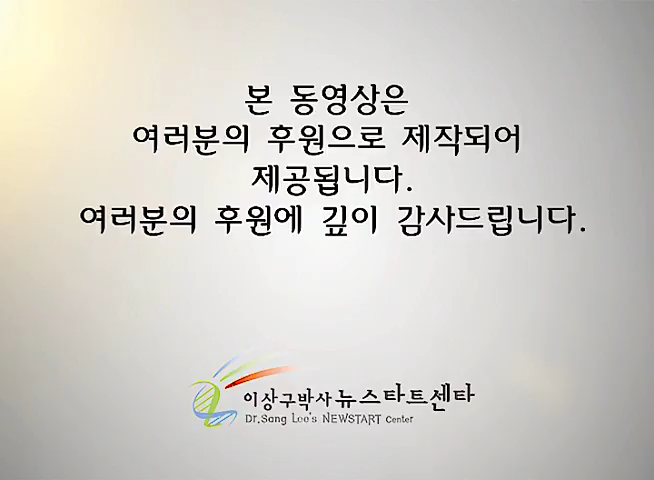 본 동영상은
여러분의 후원으로 제작되어
제공됩니다.
여러분의 후원에 깊이 감사드립니다.
이상구박사 뉴스타트센타
Dr. Sang Lee's NEWSTART Center